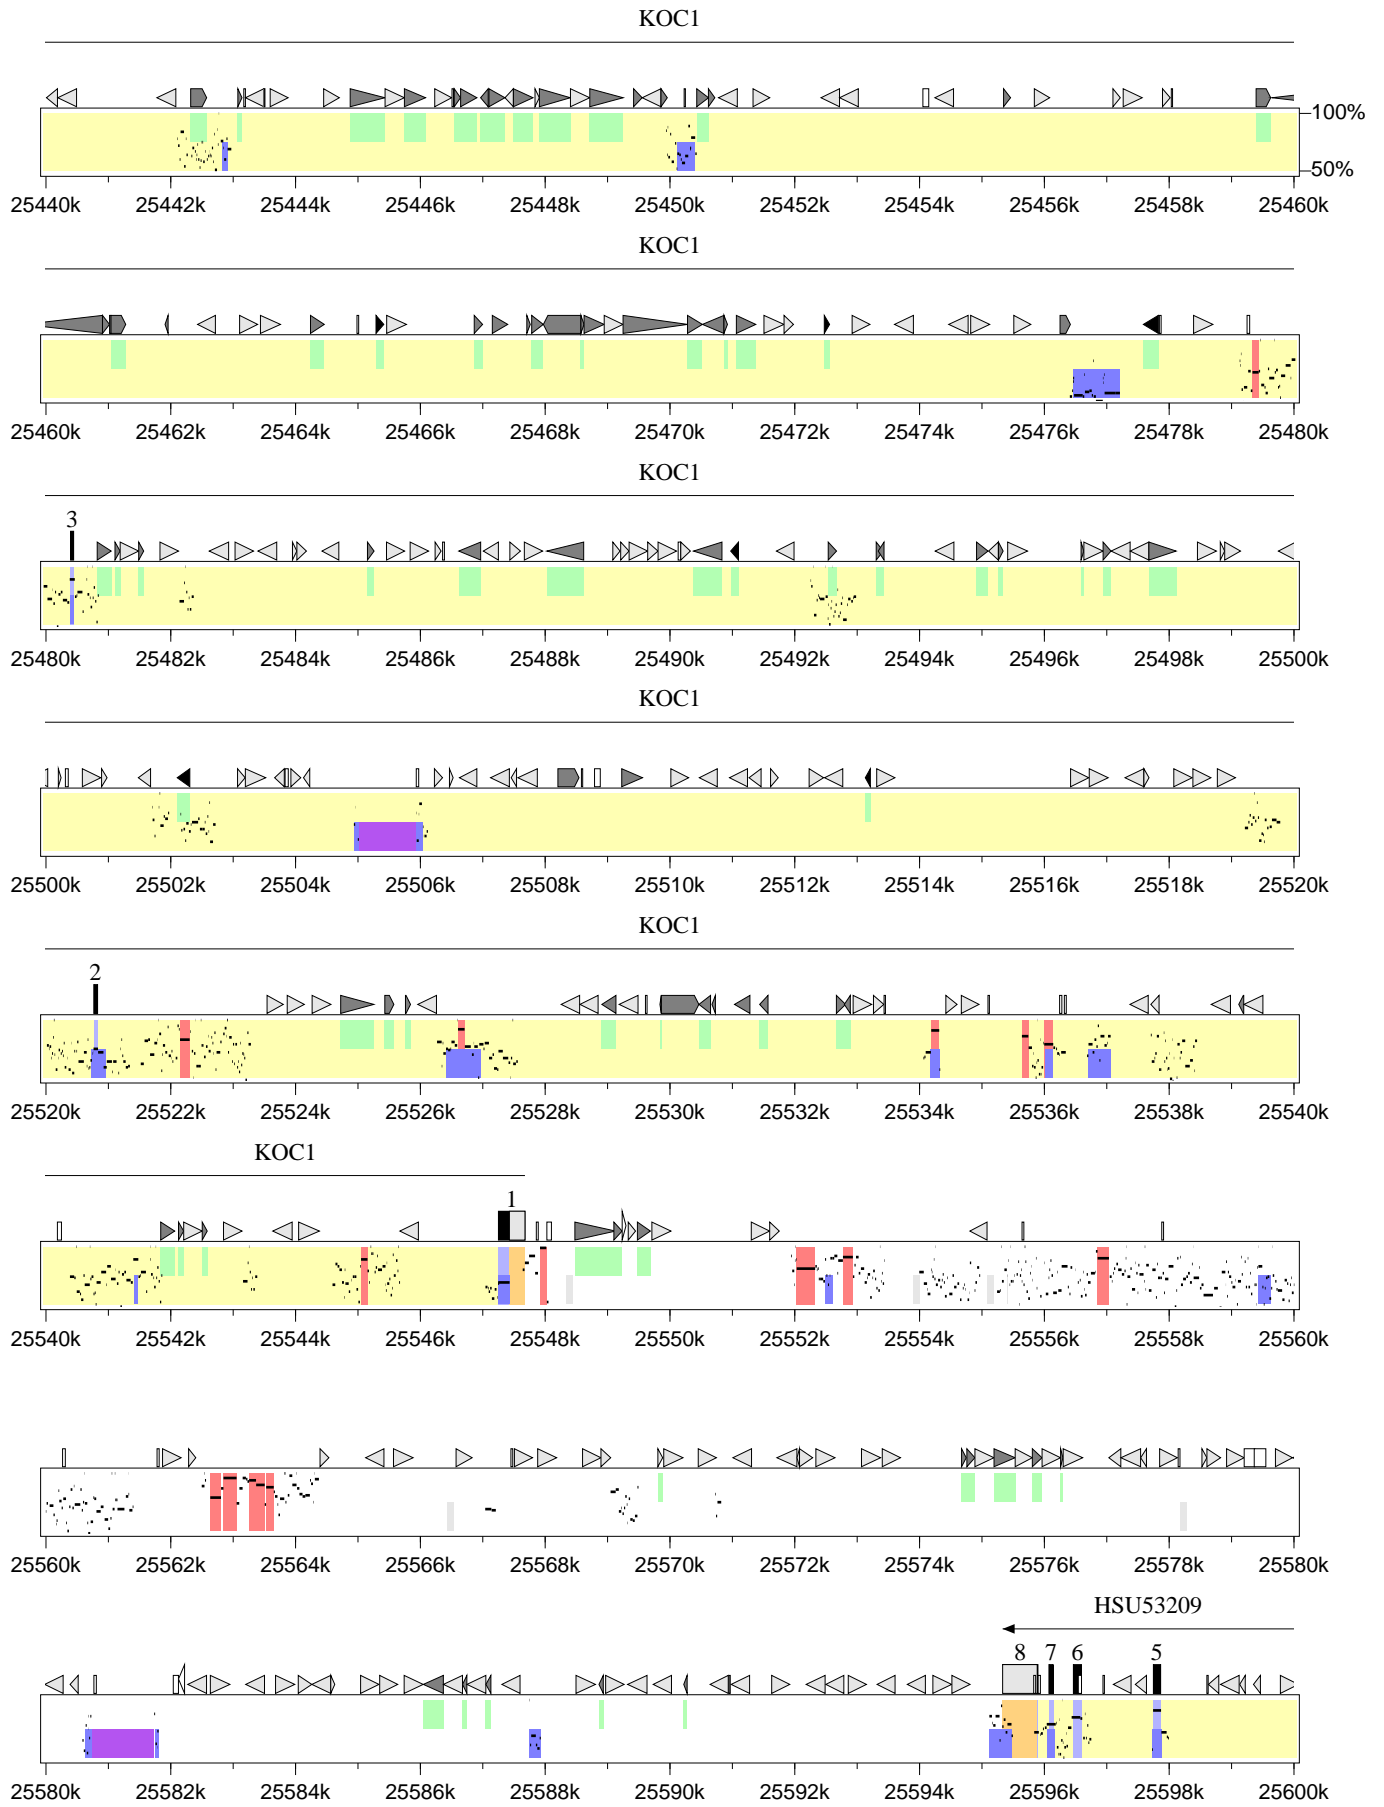 KOC1
100%
50%
25440k 25442k 25444k 25446k 25448k 25450k 25452k 25454k 25456k 25458k 25460k
KOC1
25460k 25462k 25464k 25466k 25468k 25470k 25472k 25474k 25476k 25478k 25480k
KOC1
3
25480k 25482k 25484k 25486k 25488k 25490k 25492k 25494k 25496k 25498k 25500k
KOC1
25500k 25502k 25504k 25506k 25508k 25510k 25512k 25514k 25516k 25518k 25520k
KOC1
2
25520k 25522k 25524k 25526k 25528k 25530k 25532k 25534k 25536k 25538k 25540k
KOC1
1
25540k 25542k 25544k 25546k 25548k 25550k 25552k 25554k 25556k 25558k 25560k
25560k 25562k 25564k 25566k 25568k 25570k 25572k 25574k 25576k 25578k 25580k
HSU53209
8 7 6 5
25580k 25582k 25584k 25586k 25588k 25590k 25592k 25594k 25596k 25598k 25600k